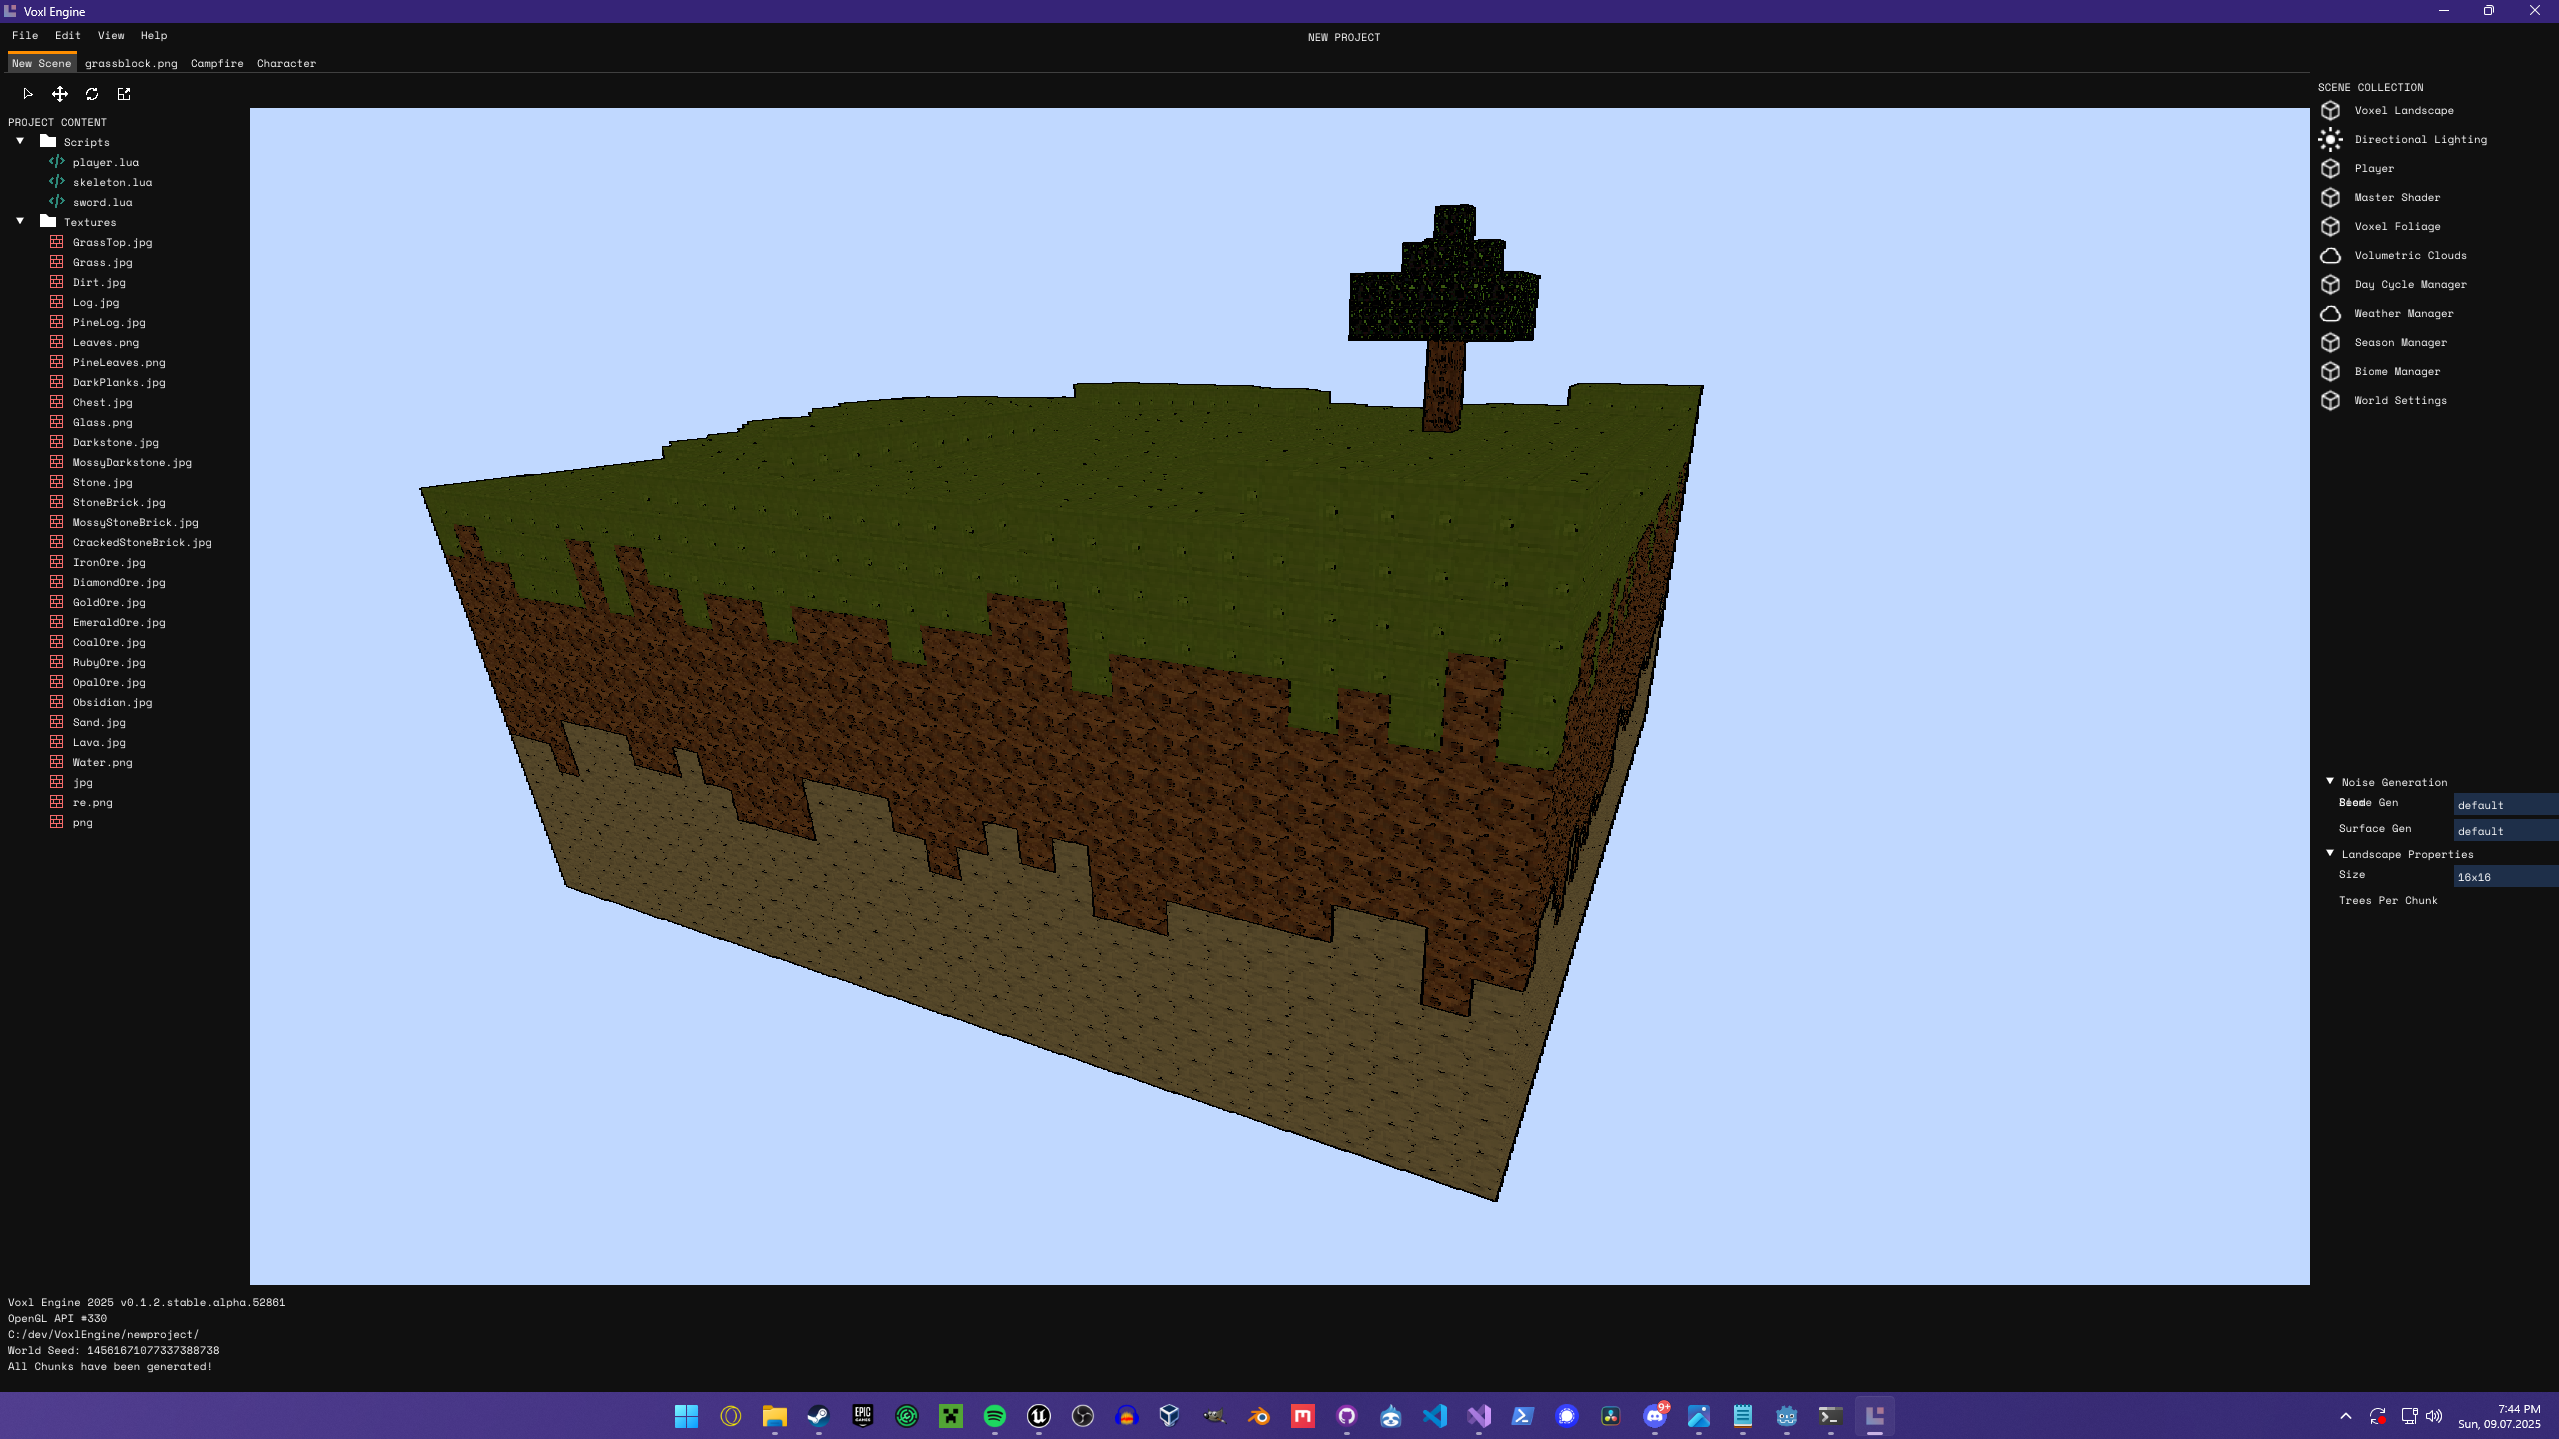 Voxl Engine
File Edit View Help
NEW PROJECT
New Scene grassblock.png Campfire Character
PROJECT CONTENT
Scripts
player.lua
skeleton.lua
sword.lua
Textures
GrassTop.jpg
Grass.jpg
Dirt.jpg
Log.jpg
PineLog.jpg
Leaves.png
PineLeaves.png
DarkPlanks.jpg
Chest.jpg
Glass.png
Darkstone.jpg
MossyDarkstone.jpg
Stone.jpg
StoneBrick.jpg
MossyStoneBrick.jpg
CrackedStoneBrick.jpg
IronOre.jpg
DiamondOre.jpg
GoldOre.jpg
EmeraldOre.jpg
CoalOre.jpg
RubyOre.jpg
OpalOre.jpg
Obsidian.jpg
Sand.jpg
Lava.jpg
Water.png
jpg
re.png
png
SCENE COLLECTION
Voxel Landscape
Directional Lighting
Player
Master Shader
Voxel Foliage
Volumetric Clouds
Day Cycle Manager
Weather Manager
Season Manager
Biome Manager
World Settings
Noise Generation
Gen default
Surface Gen default
Landscape Properties
Size 16x16
Trees Per Chunk
Voxl Engine 2025 v0.1.2.stable.alpha.52861
OpenGL API #330
C:/dev/VoxlEngine/newproject/
World Seed: 14561671077337388738
All Chunks have been generated!
EPIC GAMES
9+
7:44 PM
Sun, 09.07.2025